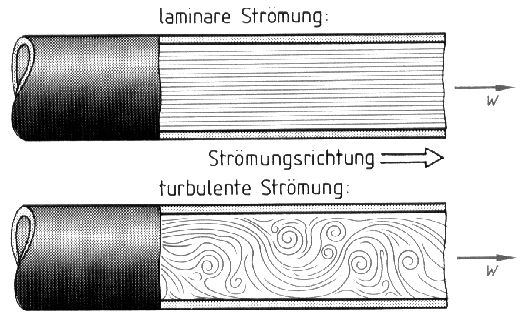 laminare Strömung:
w
Strömungsrichtung
turbulente Strömung:
w